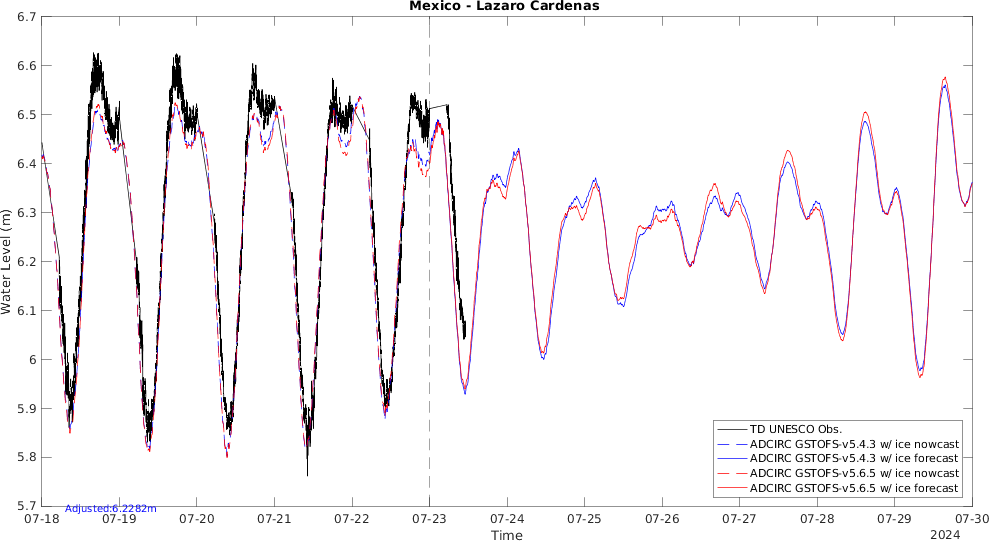 Mexico - Lazaro Cardenas
6.7
6.6
6.5
6.4
6.3
6.2
6.1
6
5.9
5.8
5.7
Water Level (m)
TD UNESCO Obs.
ADCIRC GSTOFS-v5.4.3 w/ ice nowcast
ADCIRC GSTOFS-v5.4.3 w/ ice forecast
ADCIRC GSTOFS-v5.6.5 w/ ice nowcast
ADCIRC GSTOFS-v5.6.5 w/ ice forecast
Adjusted:6.2282m
07-18 07-19 07-20 07-21 07-22 07-23 07-24 07-25 07-26 07-27 07-28 07-29 07-30
Time
2024